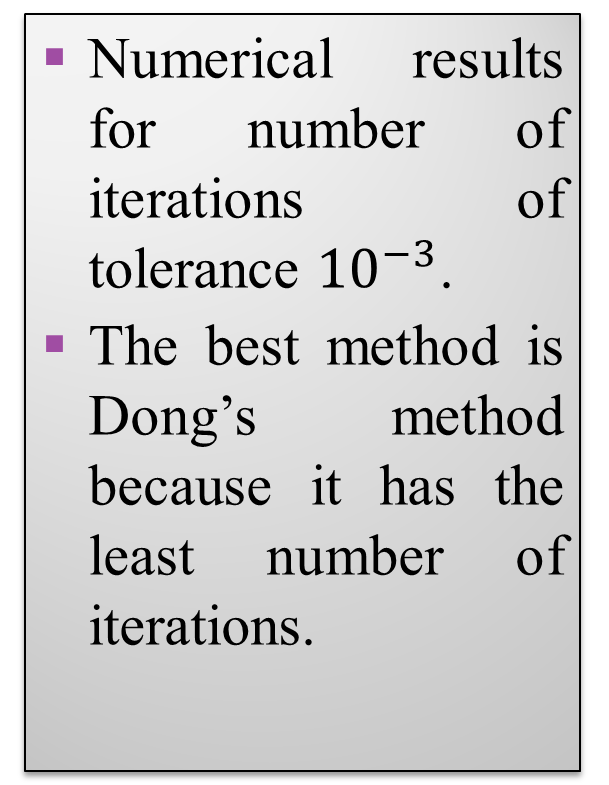 ▪ Numerical results
for number of
iterations of
tolerance 10⁻³.
▪ The best method is
Dong’s method
because it has the
least number of
iterations.